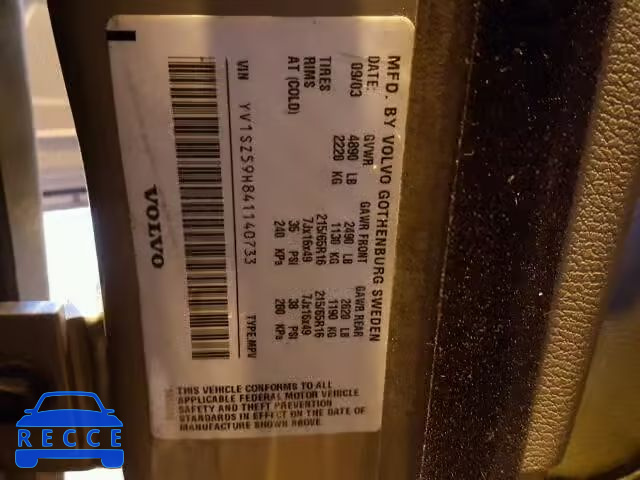 MFD. BY VOLVO GOTHENBURG SWEDEN
DATE: GVWR GAWR FRONT GAWR REAR
09/03 4890 LB 2490 LB 2620 LB
2220 KG 1130 KG 1190 KG
TIRES 215/65R16 215/65R16
RIMS 7Jx16x49 7Jx16x49
AT (COLD) 35 PSI 38 PSI
240 KPa 260 KPa
VIN YV1SZ59H841140733 TYPE:MPV
VOLVO
THIS VEHICLE CONFORMS TO ALL
APPLICABLE FEDERAL MOTOR VEHICLE
SAFETY AND THEFT PREVENTION
STANDARDS IN EFFECT ON THE DATE OF
MANUFACTURE SHOWN ABOVE.
RECCE